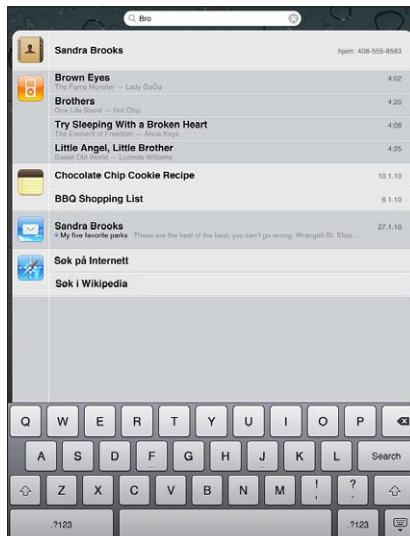 Bro
Sandra Brooks hjem: 408-555-8583
Brown Eyes 4:02
The Fame Monster — Lady GaGa
Brothers 4:20
One Life Stand — Hot Chip
Try Sleeping With a Broken Heart 4:08
The Element of Freedom — Alicia Keys
Little Angel, Little Brother 4:25
Sweet Old World — Lucinda Williams
Chocolate Chip Cookie Recipe 10.1.10
BBQ Shopping List 6.1.10
Sandra Brooks 27.1.10
My five favorite parks These are the best of the best, you can't go wrong. Wrangell-St. Elias...
Søk på Internett
Søk i Wikipedia
Q W E R T Y U I O P
A S D F G H J K L Search
Z X C V B N M ! , ? .
.?123 .?123